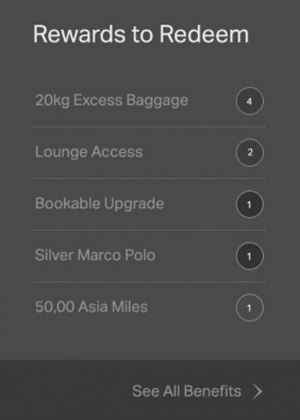 Rewards to Redeem
20kg Excess Baggage 4
Lounge Access 2
Bookable Upgrade 1
Silver Marco Polo 1
50,00 Asia Miles 1
See All Benefits